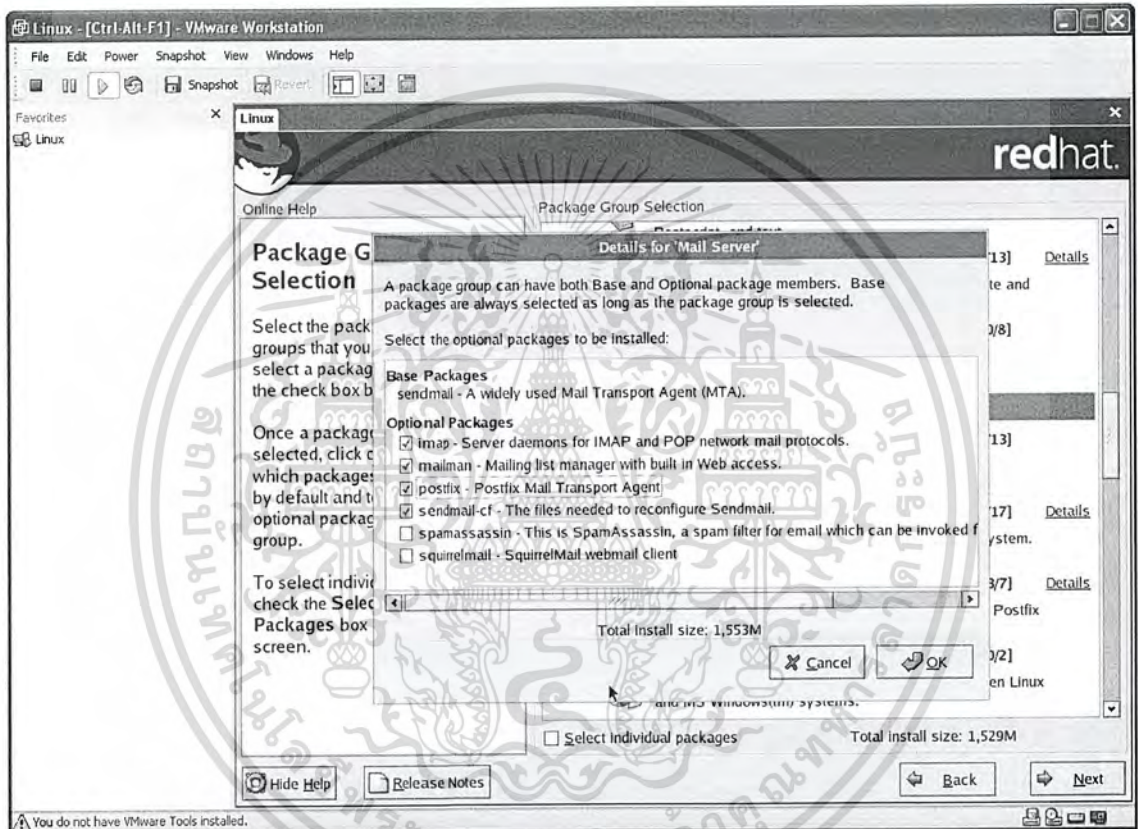 Linux - [Ctrl-Alt-F1] - VMware Workstation
File Edit Power Snapshot View Windows Help
Snapshot Revert
Favorites
Linux
Linux
redhat.
Online Help
Package Group Selection
Package G
Selection
Select the pack
groups that you
select a packag
the check box b
Once a package
selected, click
which packages
by default and t
optional packag
group.
To select individ
check the Selec
Packages box
screen.
Details for 'Mail Server'
A package group can have both Base and Optional package members. Base
packages are always selected as long as the package group is selected.
Select the optional packages to be installed:
Base Packages
sendmail - A widely used Mail Transport Agent (MTA).
Optional Packages
imap - Server daemons for IMAP and POP network mail protocols.
mailman - Mailing list manager with built in Web access.
postfix - Postfix Mail Transport Agent
sendmail-cf - The files needed to reconfigure Sendmail.
spamassassin - This is SpamAssassin, a spam filter for email which can be invoked f
squirrelmail - SquirrelMail webmail client
Total install size: 1,553M
Cancel OK
13] Details
te and
0/8]
13]
17] Details
ystem.
3/7] Details
Postfix
0/2]
en Linux
and MS Windows(tm) systems.
Select individual packages
Total install size: 1,529M
Hide Help Release Notes Back Next
You do not have VMware Tools installed.